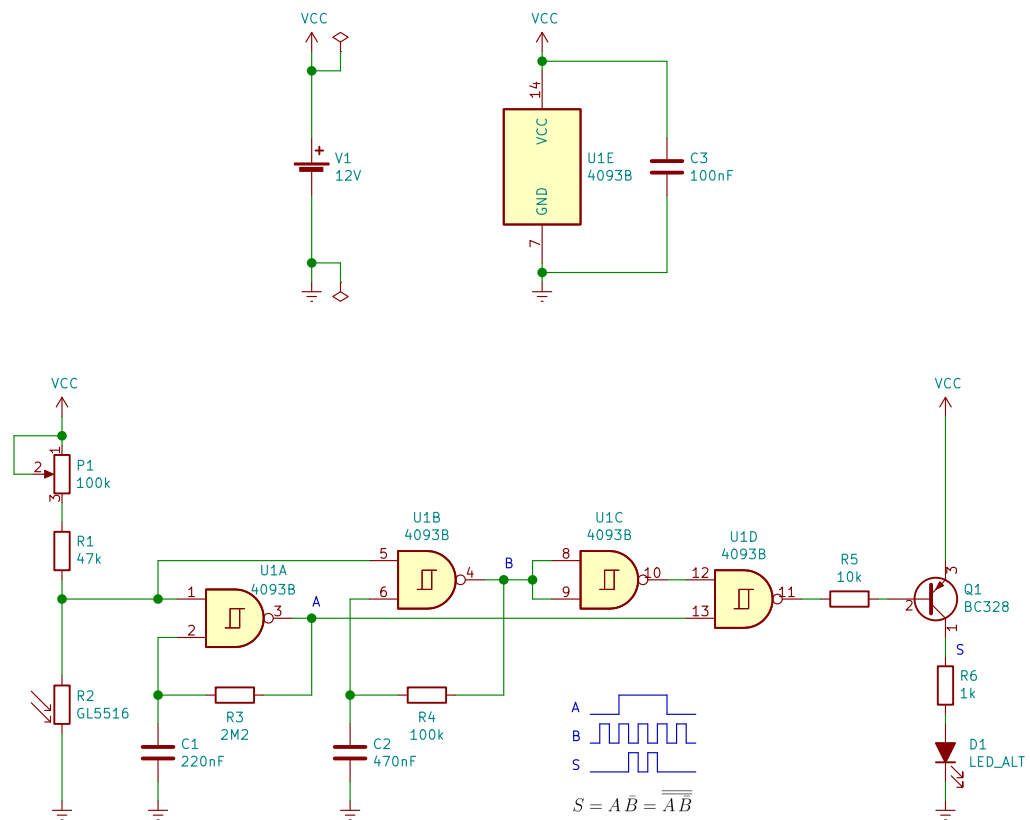 VCC
V1
12V
VCC
14
VCC
GND
7
U1E
4093B
C3
100nF
VCC
1
2
3
P1
100k
R1
47k
R2
GL5516
1
2
U1A
4093B
3
A
R3
2M2
C1
220nF
5
6
U1B
4093B
4
B
R4
100k
C2
470nF
8
9
U1C
4093B
10
12
13
U1D
4093B
11
R5
10k
VCC
3
2
1
Q1
BC328
S
R6
1k
D1
LED_ALT
A
B
S
S = A B̄ = \overline{\overline{A B̄}}